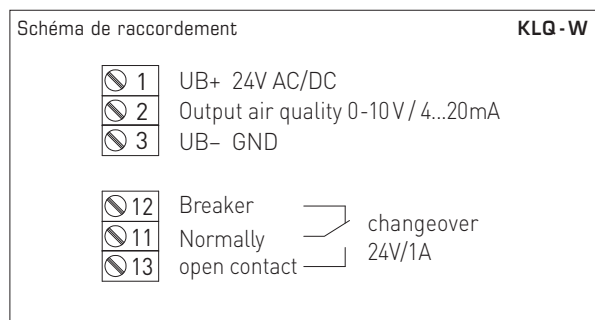 Schéma de raccordement KLQ-W
1 UB+ 24V AC/DC
2 Output air quality 0-10V / 4...20mA
3 UB– GND
12 Breaker
11 Normally
13 open contact
changeover
24V/1A